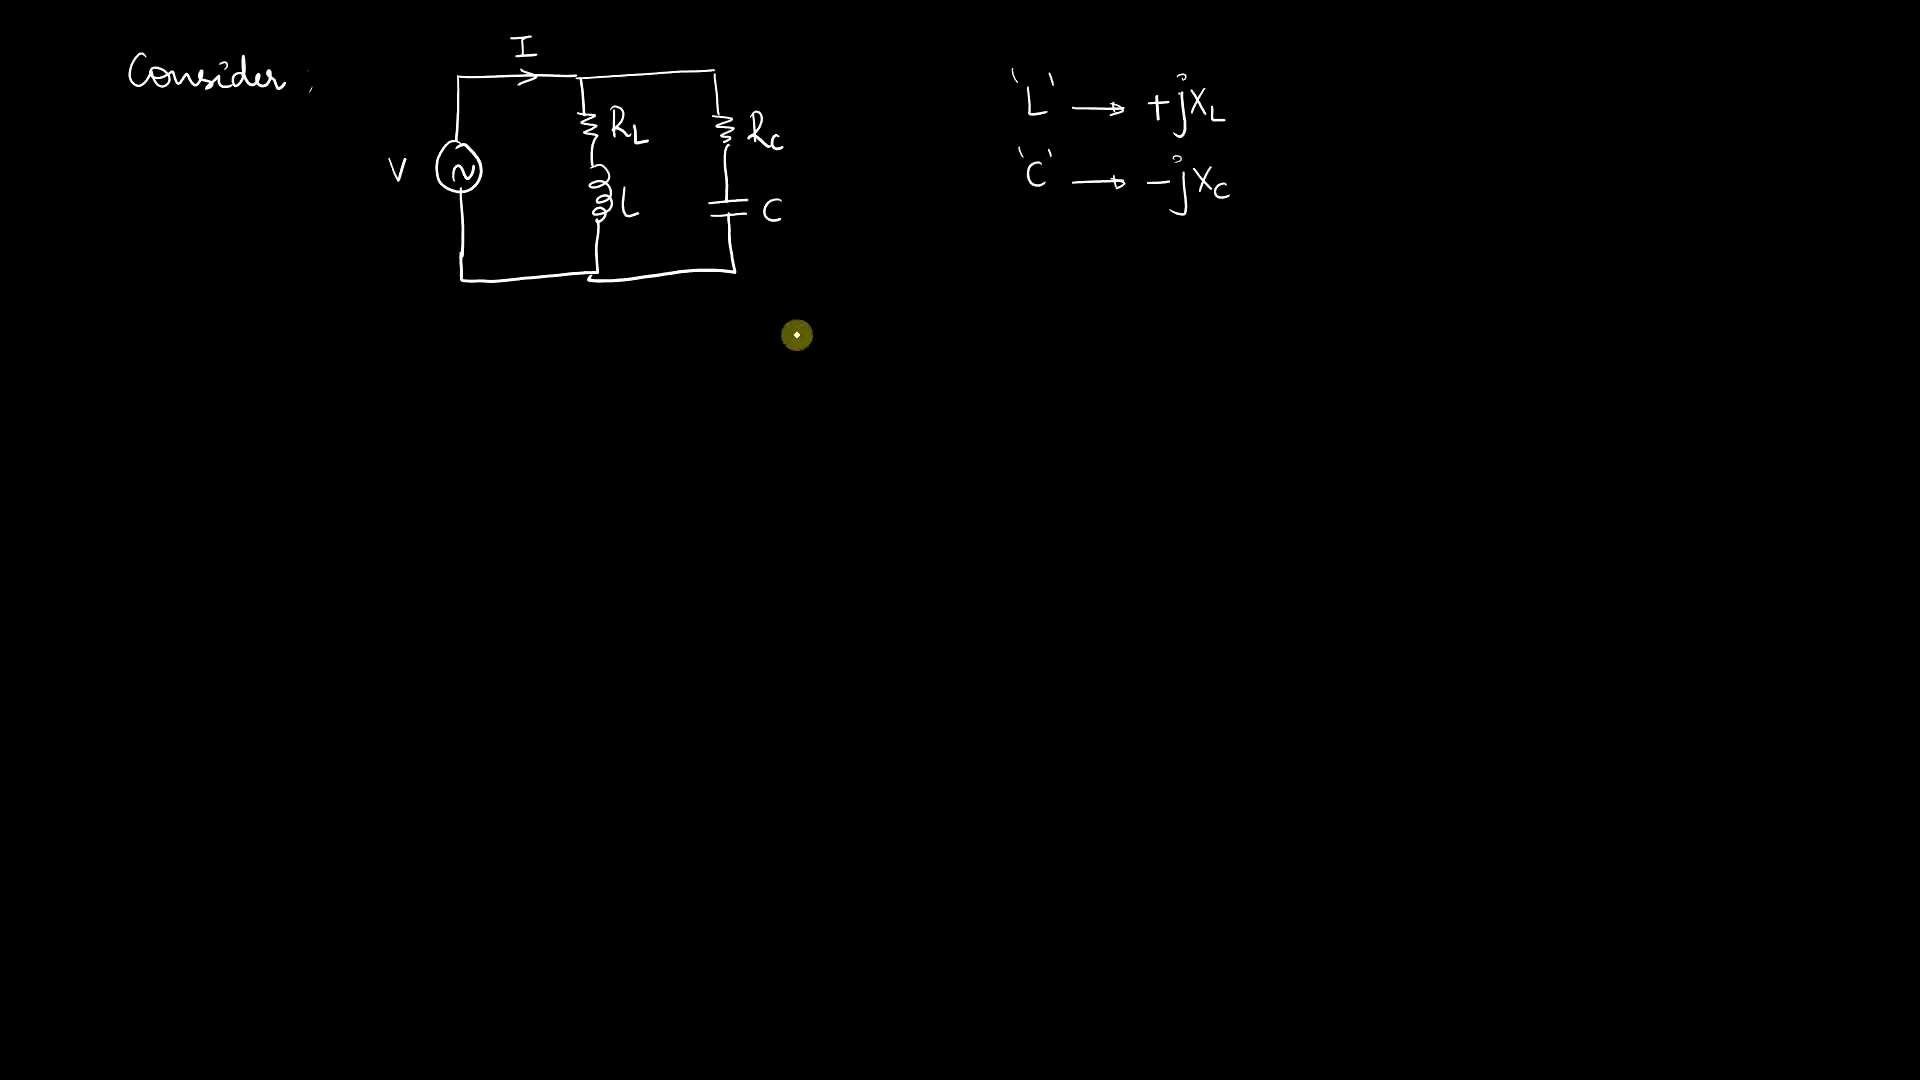 Consider :
I
V
R_L
L
R_C
C
'L' → +jX_L
'C' → -jX_C